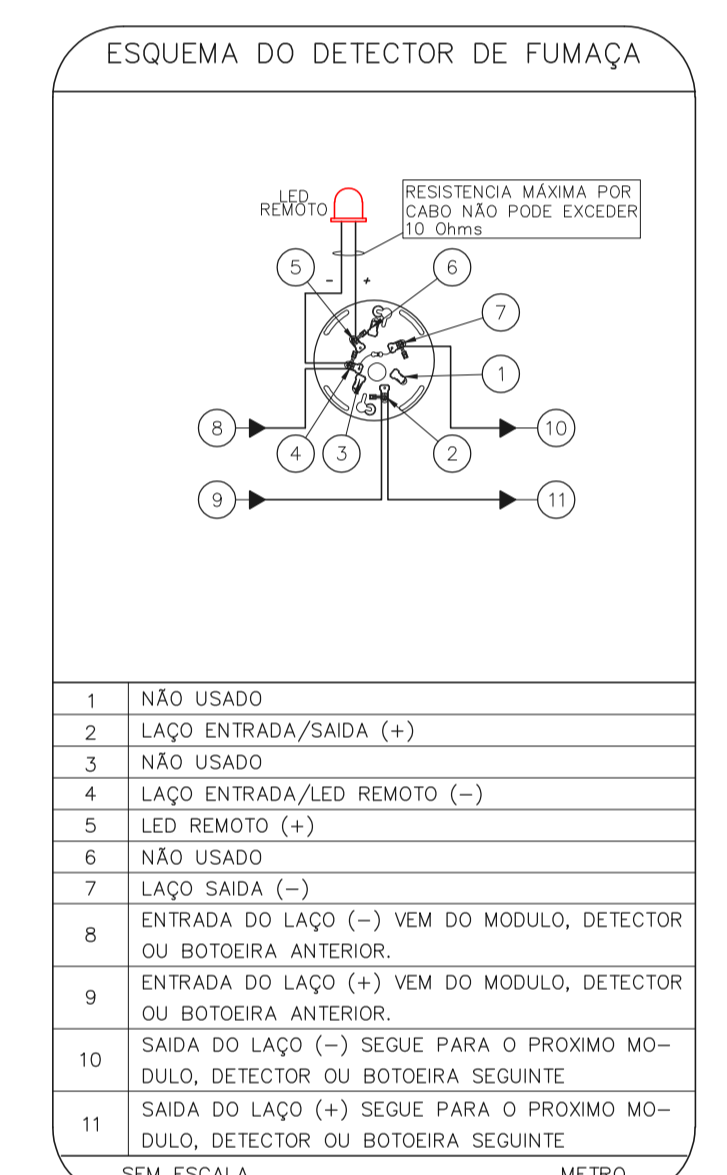 ESQUEMA DO DETECTOR DE FUMAÇA
LED
REMOTO
RESISTENCIA MÁXIMA POR
CABO NÃO PODE EXCEDER
10 Ohms
5
6
- +
7
1
8
10
4
3
2
9
11
1 NÃO USADO
2 LAÇO ENTRADA/SAIDA (+)
3 NÃO USADO
4 LAÇO ENTRADA/LED REMOTO (-)
5 LED REMOTO (+)
6 NÃO USADO
7 LAÇO SAIDA (-)
8 ENTRADA DO LAÇO (-) VEM DO MODULO, DETECTOR
OU BOTOEIRA ANTERIOR.
9 ENTRADA DO LAÇO (+) VEM DO MODULO, DETECTOR
OU BOTOEIRA ANTERIOR.
10 SAIDA DO LAÇO (-) SEGUE PARA O PROXIMO MO-
DULO, DETECTOR OU BOTOEIRA SEGUINTE
11 SAIDA DO LAÇO (+) SEGUE PARA O PROXIMO MO-
DULO, DETECTOR OU BOTOEIRA SEGUINTE
SEM ESCALA METRO